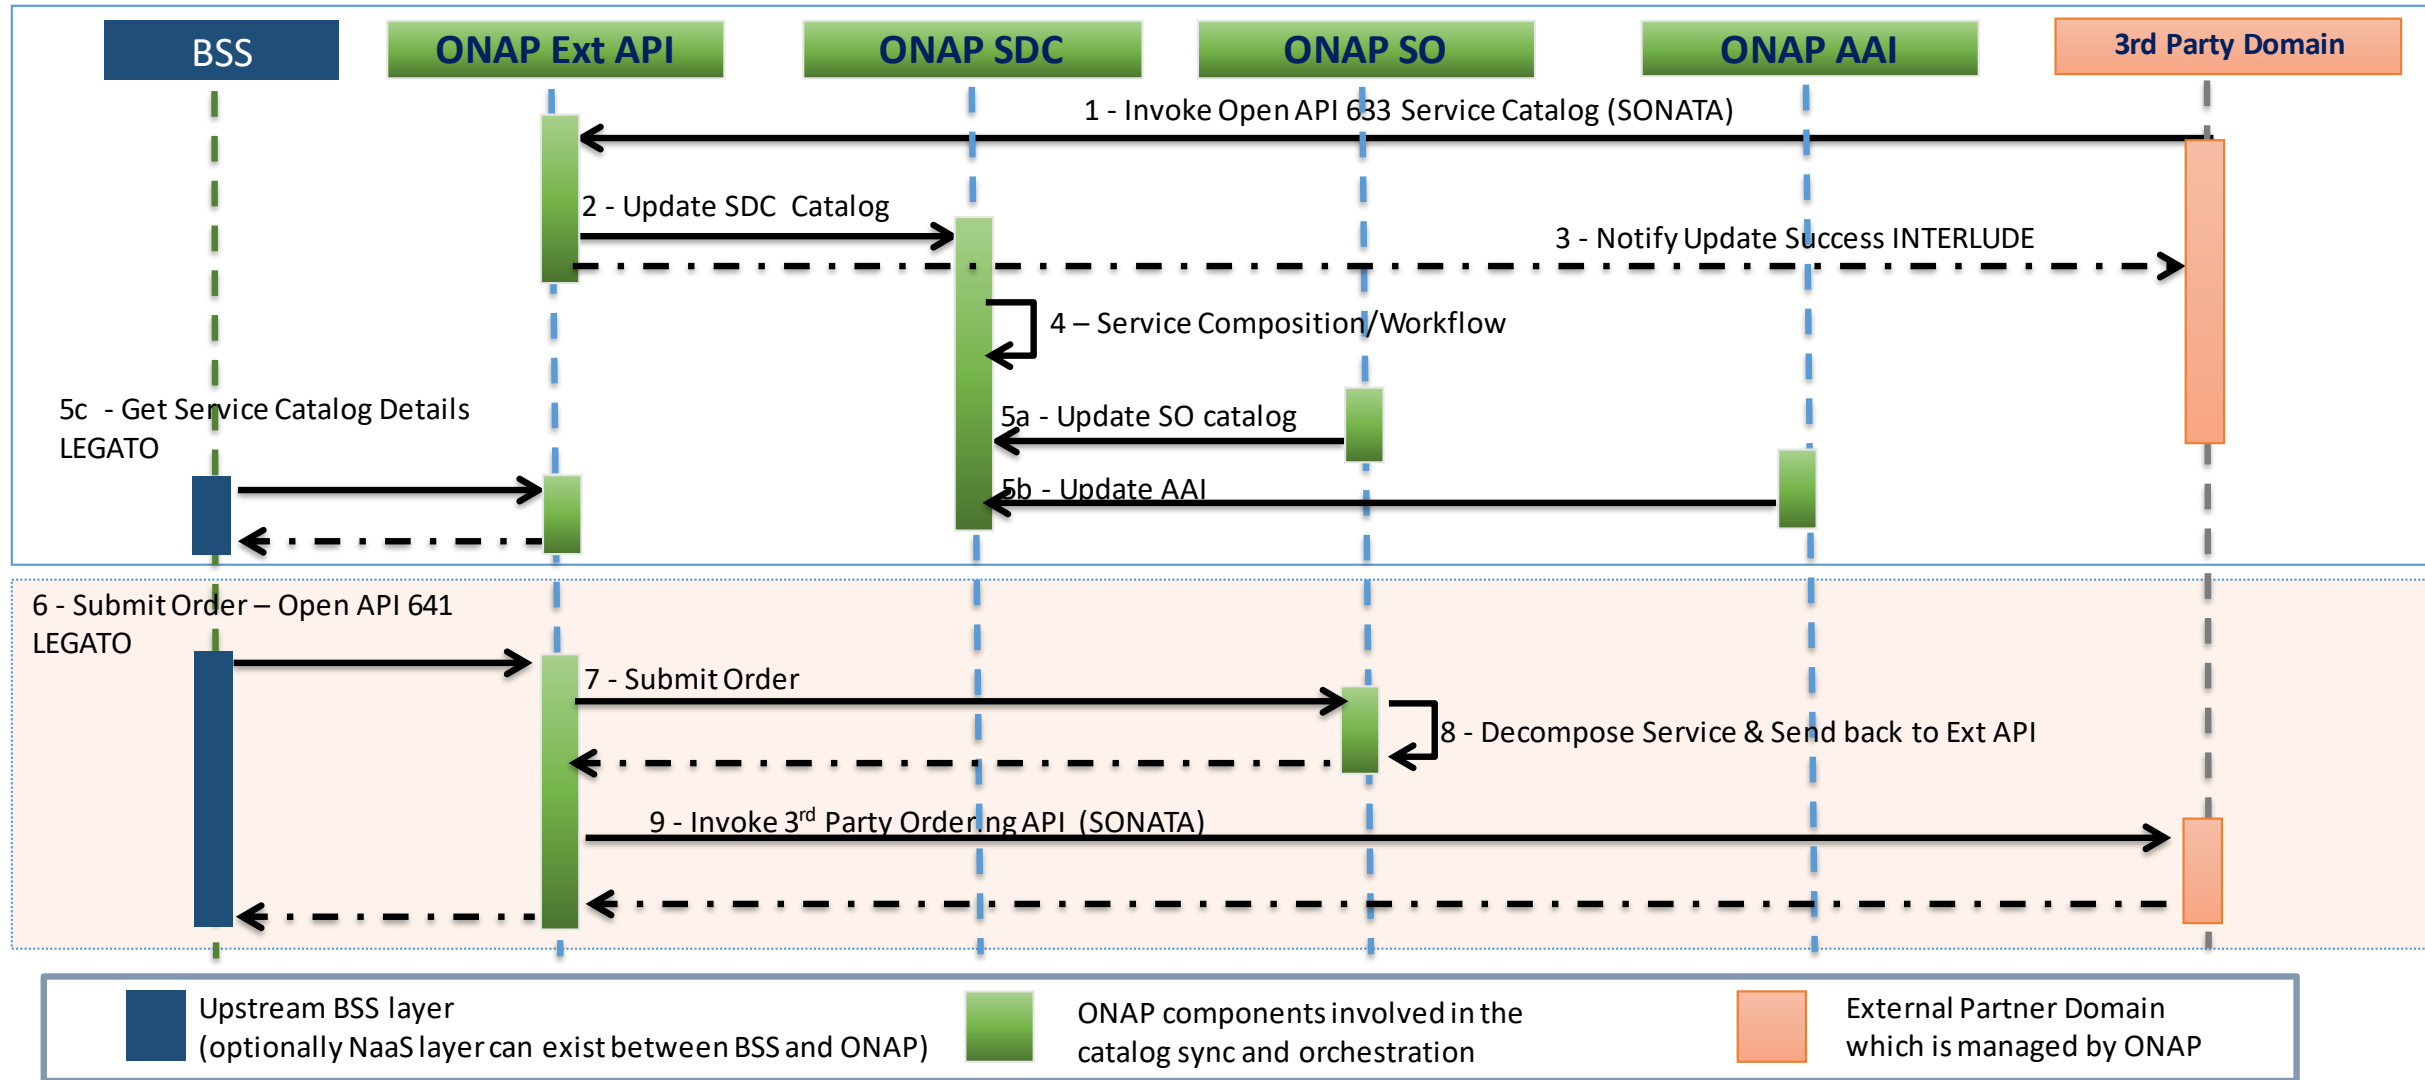 BSS
ONAP Ext API
ONAP SDC
ONAP SO
ONAP AAI
3rd Party Domain
1 - Invoke Open API 633 Service Catalog (SONATA)
2 - Update SDC Catalog
3 - Notify Update Success INTERLUDE
4 – Service Composition/Workflow
5c - Get Service Catalog Details
LEGATO
5a - Update SO catalog
5b - Update AAI
6 - Submit Order – Open API 641
LEGATO
7 - Submit Order
8 - Decompose Service & Send back to Ext API
9 - Invoke 3rd Party Ordering API (SONATA)
Upstream BSS layer
(optionally NaaS layer can exist between BSS and ONAP)
ONAP components involved in the
catalog sync and orchestration
External Partner Domain
which is managed by ONAP